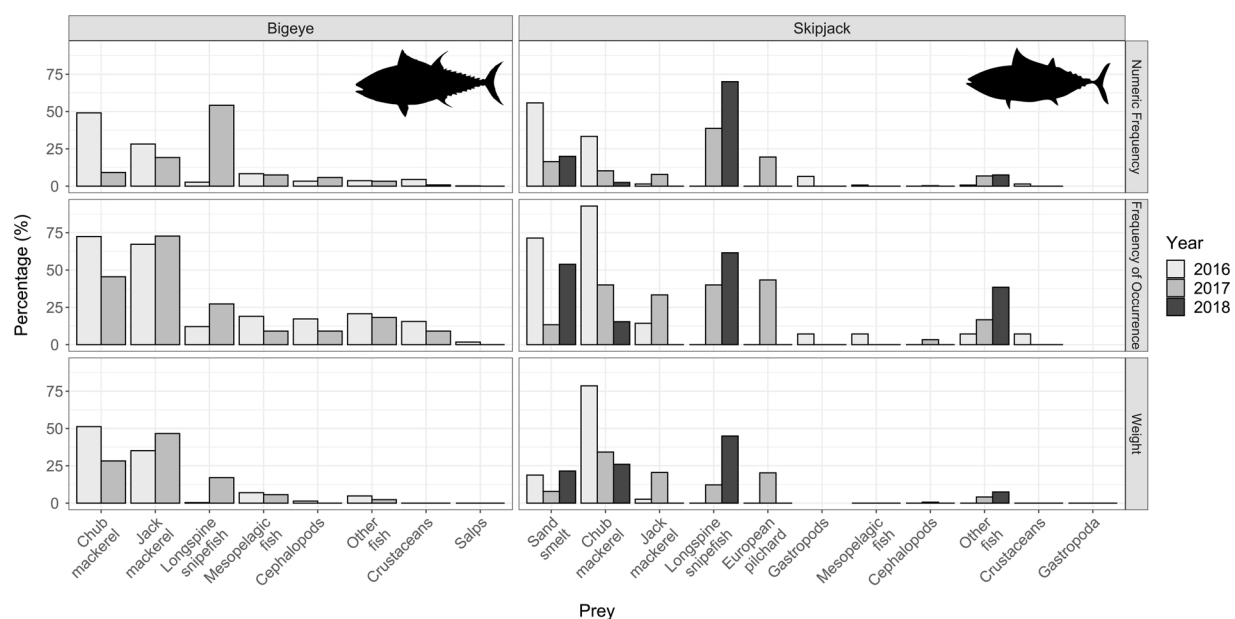 Bigeye
Skipjack
Percentage (%)
75
50
25
0
Numeric Frequency
75
50
25
0
Frequency of Occurrence
75
50
25
0
Weight
Chub
mackerel
Jack
mackerel
Longspine
snipefish
Mesopelagic
fish
Cephalopods
Other
fish
Crustaceans
Salps
Sand
smelt
Chub
mackerel
Jack
mackerel
Longspine
snipefish
European
pilchard
Gastropods
Mesopelagic
fish
Cephalopods
Other
fish
Crustaceans
Gastropoda
Prey
Year
2016
2017
2018